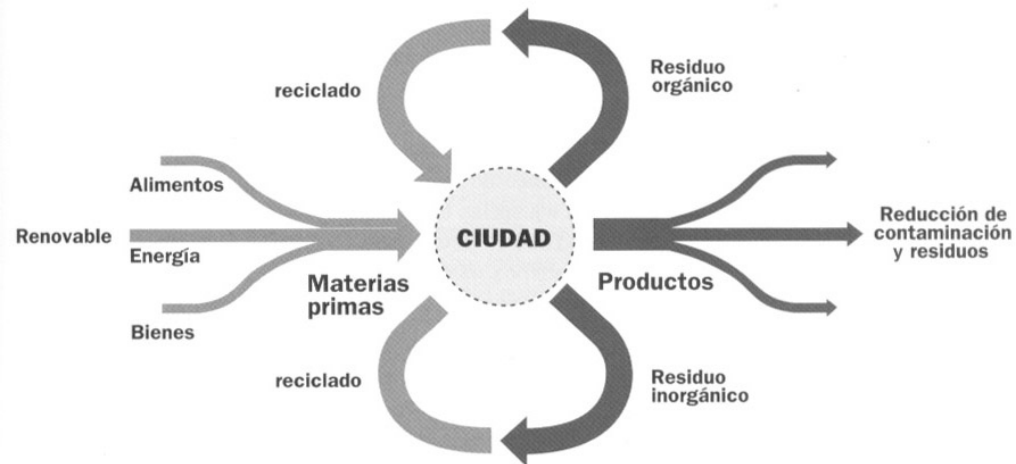 reciclado
Residuo
orgánico
Alimentos
Renovable
Energía
Bienes
Materias
primas
CIUDAD
Productos
Reducción de
contaminación
y residuos
reciclado
Residuo
inorgánico